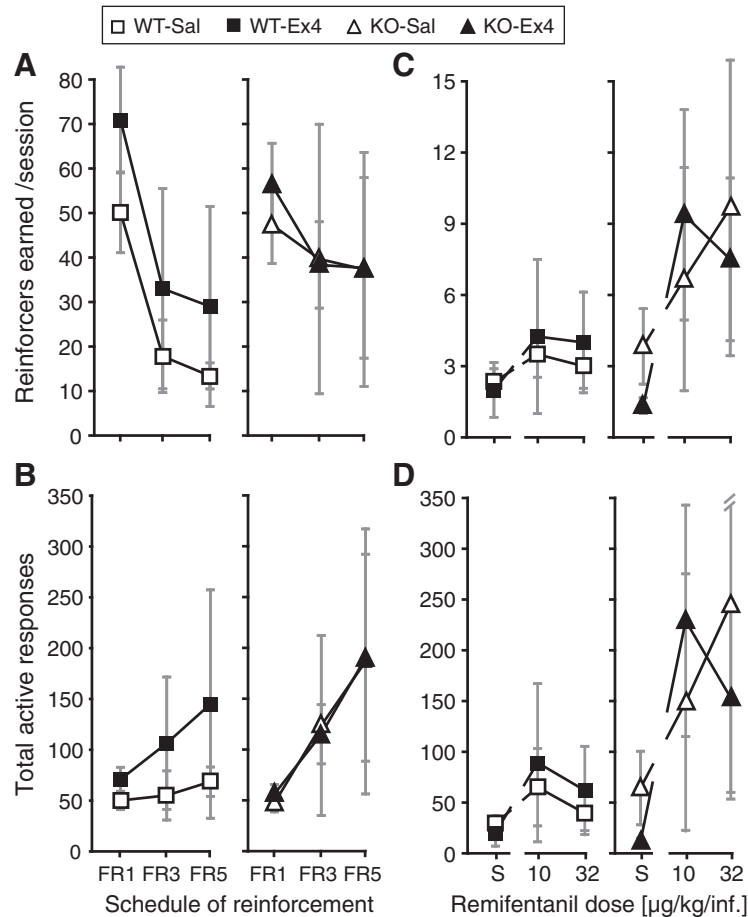 WT-Sal WT-Ex4 KO-Sal KO-Ex4
A
Reinforcers earned /session
80
70
60
50
40
30
20
10
0
C
15
12
9
6
3
0
B
Total active responses
350
300
250
200
150
100
50
0
FR1 FR3 FR5 FR1 FR3 FR5
Schedule of reinforcement
D
350
300
250
200
150
100
50
0
S 10 32 S 10 32
Remifentanil dose [µg/kg/inf.]